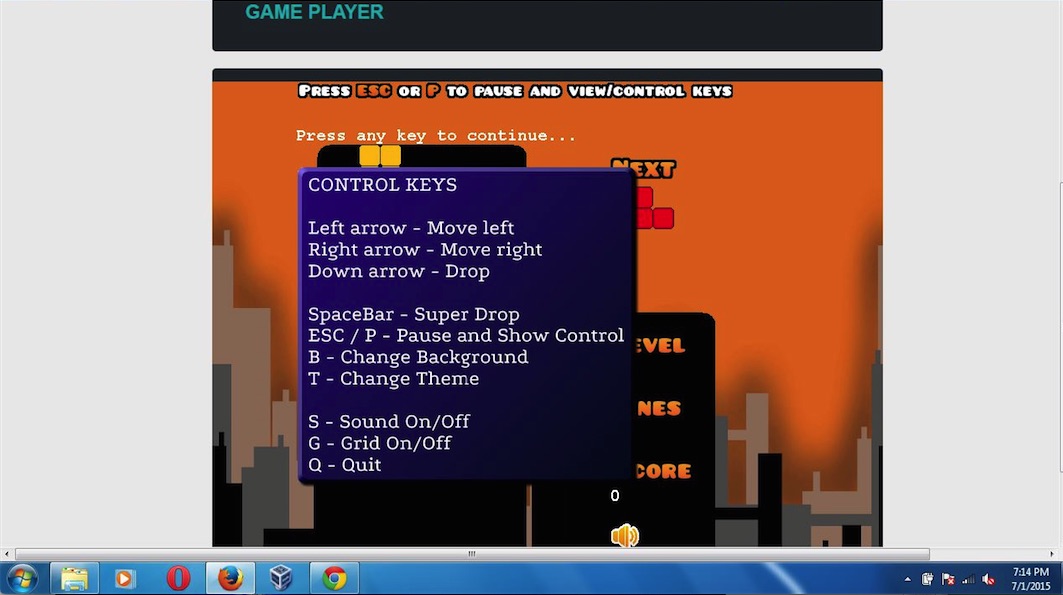 GAME PLAYER
Press ESC or P to pause and view/control keys
Press any key to continue...
Next
CONTROL KEYS
Left arrow - Move left
Right arrow - Move right
Down arrow - Drop
SpaceBar - Super Drop
ESC / P - Pause and Show Control
B - Change Background
T - Change Theme
S - Sound On/Off
G - Grid On/Off
Q - Quit
EVEL
NES
CORE
0
7:14 PM
7/1/2015